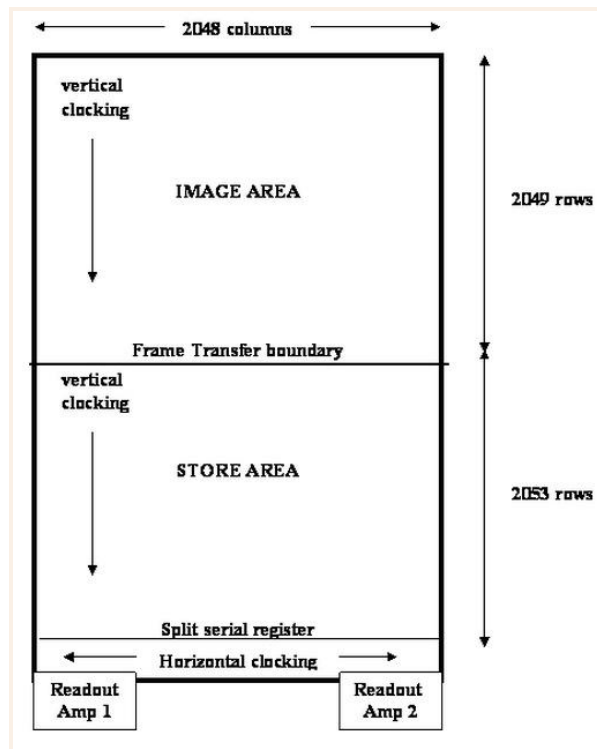 2048 columns
vertical
clocking
IMAGE AREA
2049 rows
Frame Transfer boundary
vertical
clocking
STORE AREA
2053 rows
Split serial register
Horizontal clocking
Readout
Amp 1
Readout
Amp 2